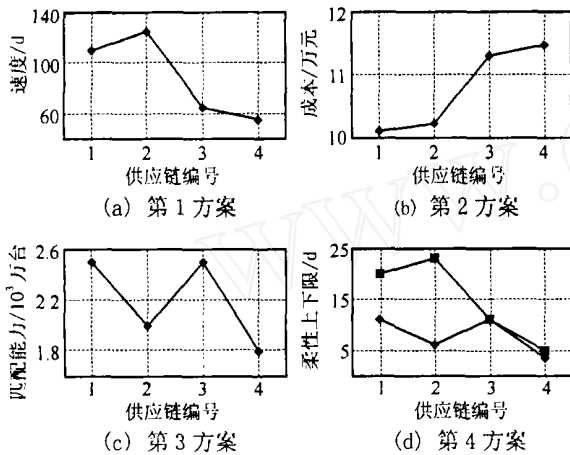 速度/d
140
100
60
1 2 3 4
供应链编号
(a) 第1方案
成本/万元
12
11
10
1 2 3 4
供应链编号
(b) 第2方案
匹配能力/10³万台
2.6
2.2
1.8
1 2 3 4
供应链编号
(c) 第3方案
柔性上下限/d
25
15
5
1 2 3 4
供应链编号
(d) 第4方案
www.